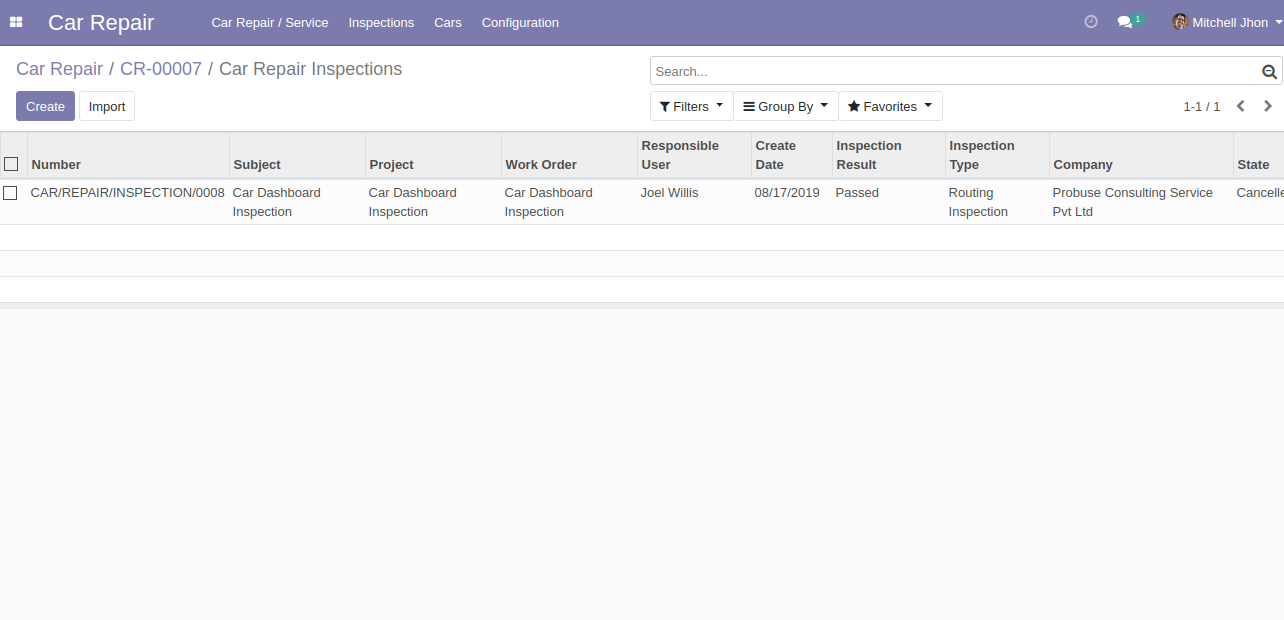 Car Repair
Car Repair / Service
Inspections
Cars
Configuration
1
Mitchell Jhon
Car Repair / CR-00007 / Car Repair Inspections
Search...
Create
Import
Filters
Group By
Favorites
1-1 / 1
Number
Subject
Project
Work Order
Responsible
User
Create
Date
Inspection
Result
Inspection
Type
Company
State
CAR/REPAIR/INSPECTION/0008
Car Dashboard
Inspection
Car Dashboard
Inspection
Car Dashboard
Inspection
Joel Willis
08/17/2019
Passed
Routing
Inspection
Probuse Consulting Service
Pvt Ltd
Cancelle